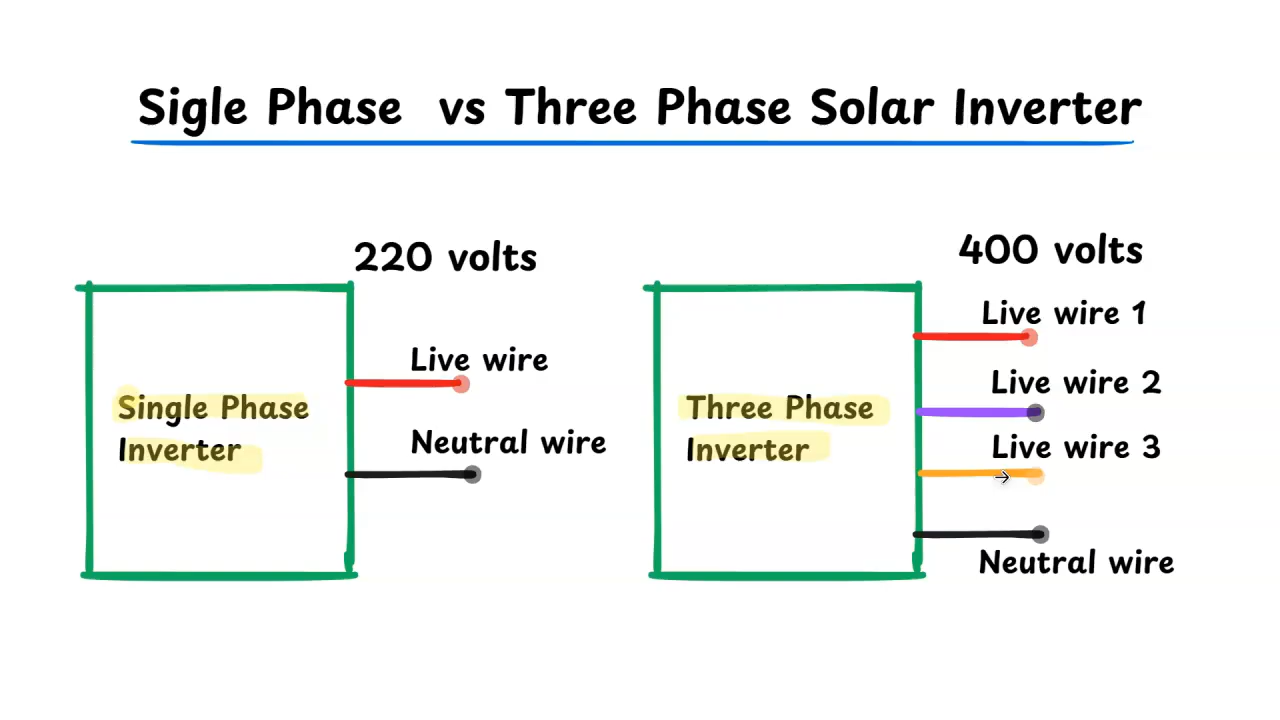 Sigle Phase vs Three Phase Solar Inverter
220 volts
Live wire
Single Phase
Inverter
Neutral wire
400 volts
Live wire 1
Live wire 2
Three Phase
Inverter
Live wire 3
Neutral wire